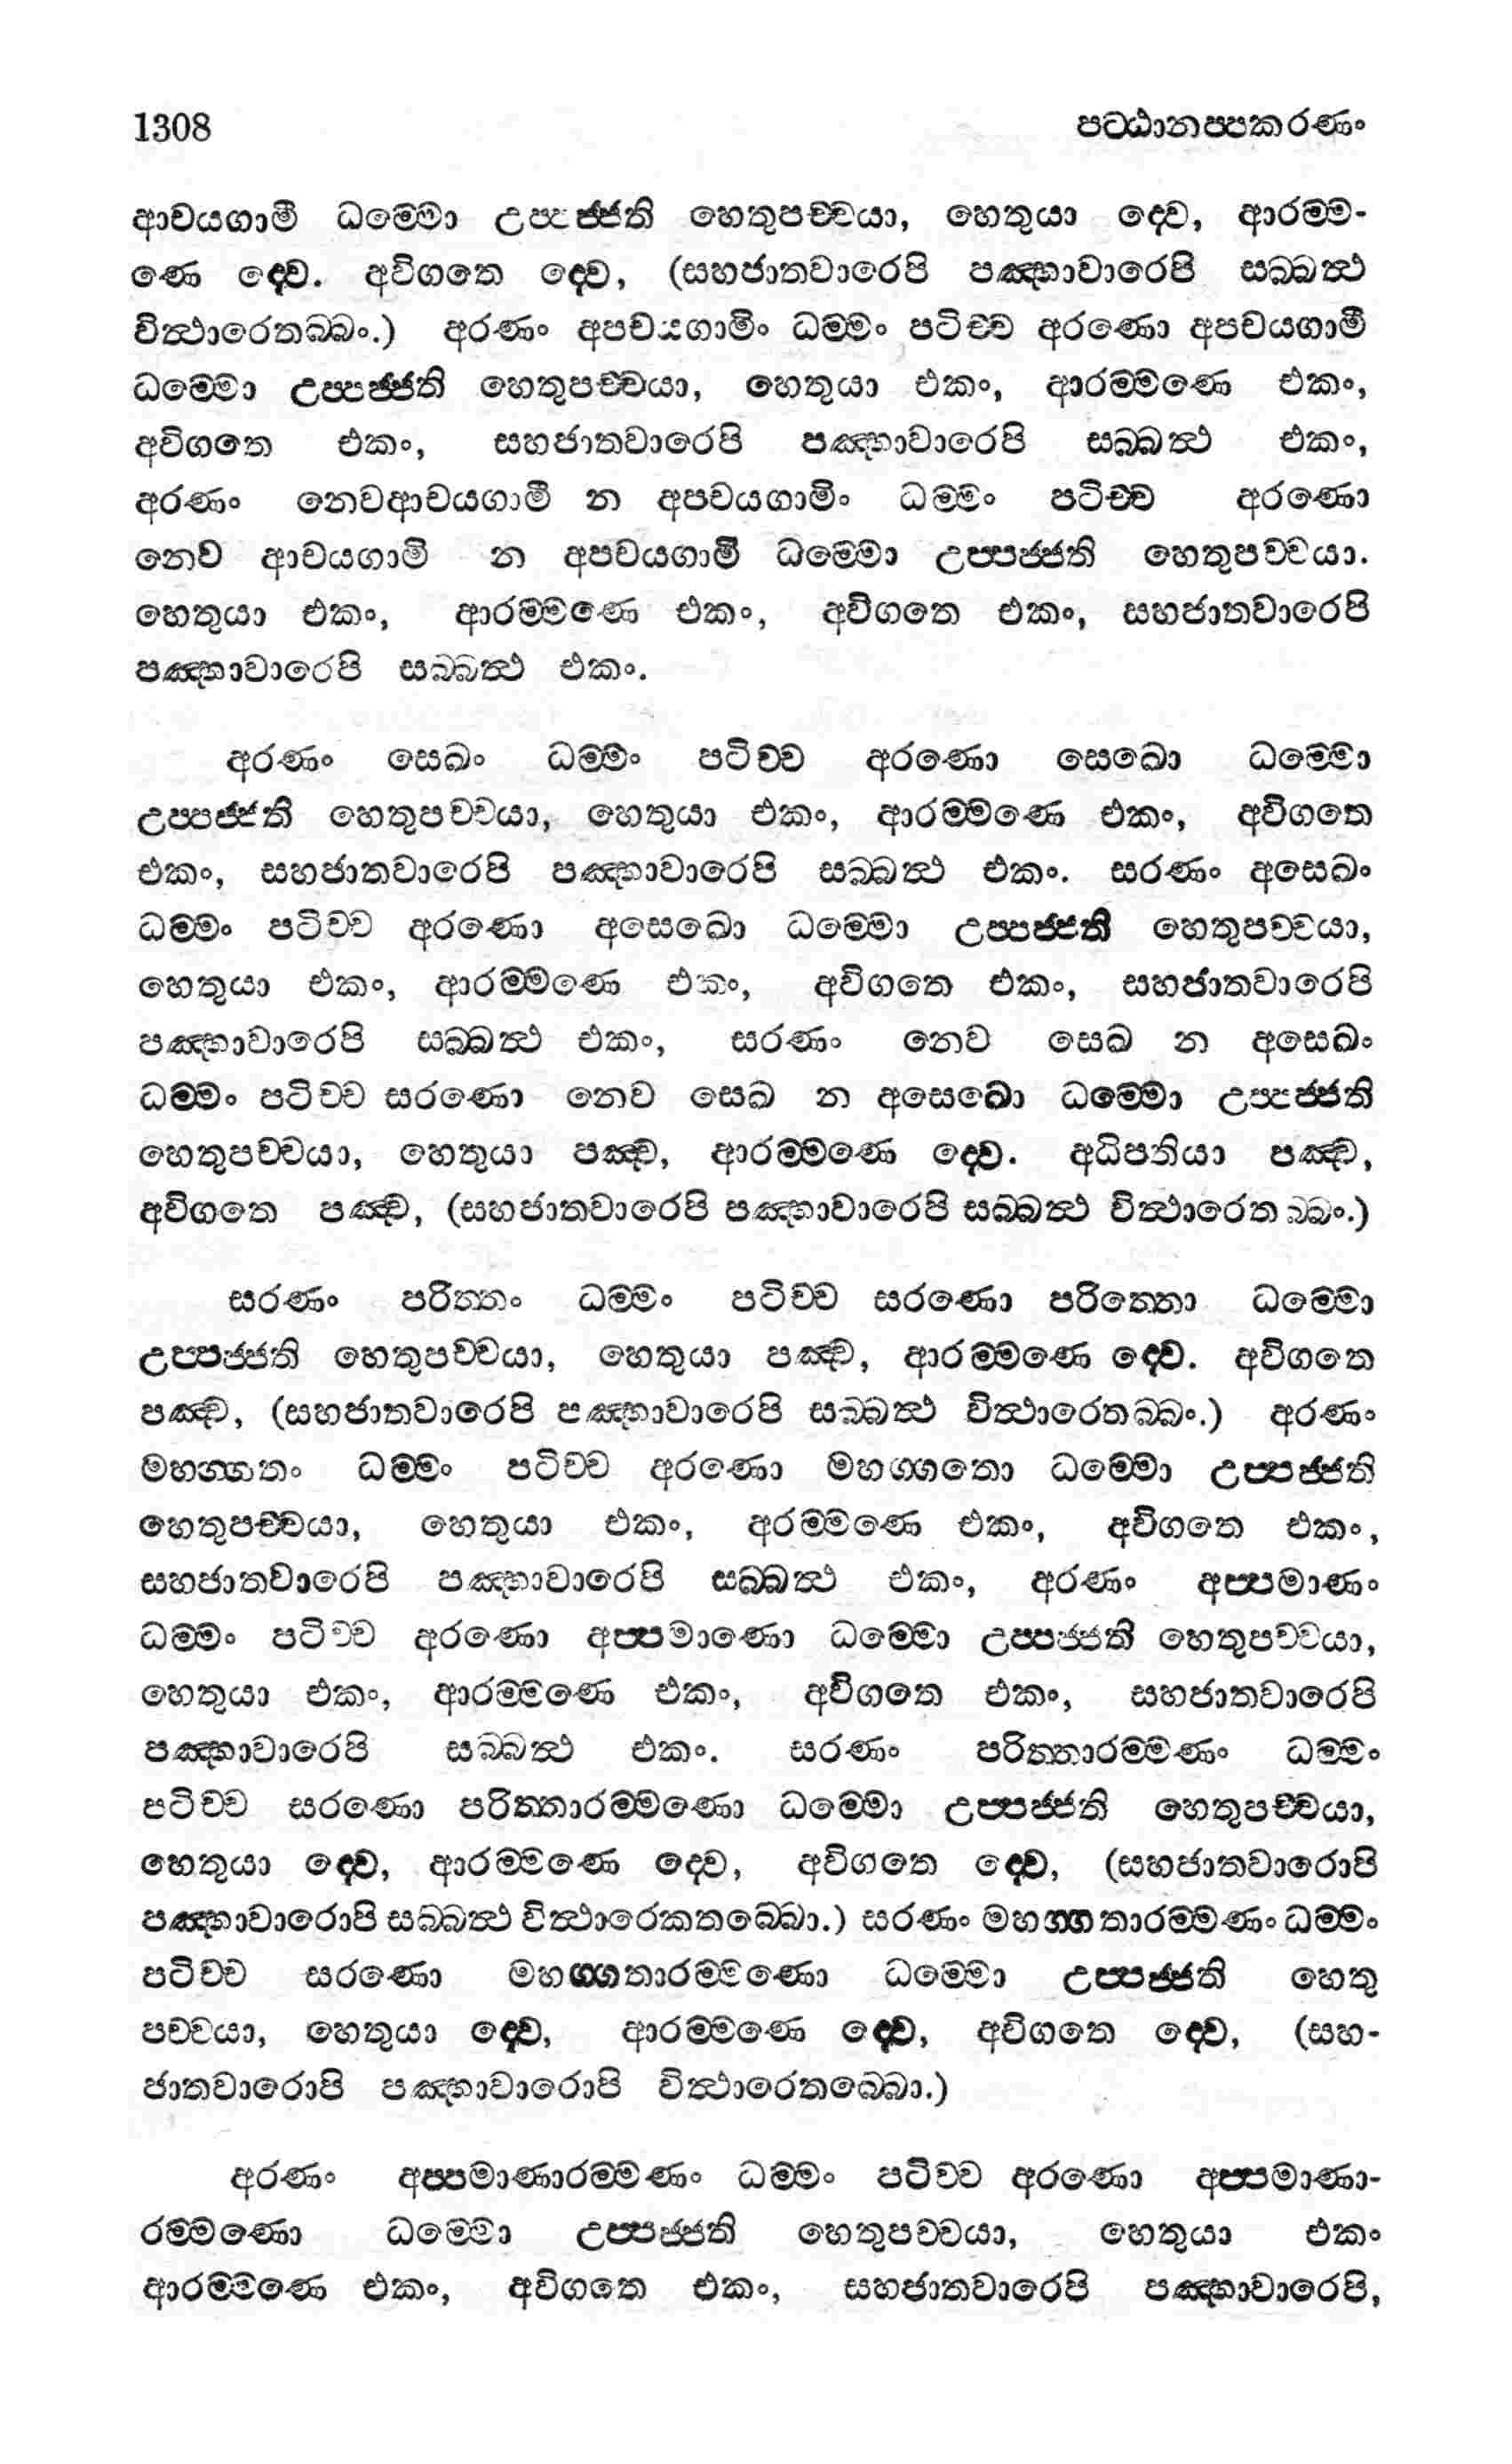 1308 පට්ඨානප්පකරණං
ආචයගාමී ධම්මො උප්පජ්ජති හෙතුපච්චයා, හෙතුයා ද්වෙ, ආරම්ම-
ණෙ ද්වෙ. අවිගතෙ ද්වෙ, (සහජාතවාරෙපි පඤ්හාවාරෙපි සබ්බත්ථ
විත්ථාරෙතබ්බං.) අරණං අපචයගාමිං ධම්මං පටිච්ච අරණො අපචයගාමී
ධම්මො උප්පජ්ජති හෙතුපච්චයා, හෙතුයා එකං, ආරම්මණෙ එකං,
අවිගතෙ එකං, සහජාතවාරෙපි පඤ්හාවාරෙපි සබ්බත්ථ එකං,
අරණං නෙවආචයගාමී න අපචයගාමිං ධම්මං පටිච්ච අරණො
නෙව ආචයගාමි න අපචයගාමී ධම්මො උප්පජ්ජති හෙතුපච්චයා.
හෙතුයා එකං, ආරම්මණෙ එකං, අවිගතෙ එකං, සහජාතවාරෙපි
පඤ්හාවාරෙපි සබ්බත්ථ එකං.
අරණං සෙඛං ධම්මං පටිච්ච අරණො සෙඛො ධම්මො
උප්පජ්ජති හෙතුපච්චයා, හෙතුයා එකං, ආරම්මණෙ එකං, අවිගතෙ
එකං, සහජාතවාරෙපි පඤ්හාවාරෙපි සබ්බත්ථ එකං. සරණං අසෙඛං
ධම්මං පටිච්ච අරණො අසෙඛො ධම්මො උප්පජ්ජති හෙතුපච්චයා,
හෙතුයා එකං, ආරම්මණෙ එකං, අවිගතෙ එකං, සහජාතවාරෙපි
පඤ්හාවාරෙපි සබ්බත්ථ එකං, සරණං නෙව සෙඛ න අසෙඛං
ධම්මං පටිච්ච සරණො නෙව සෙඛ න අසෙඛො ධම්මො උප්පජ්ජති
හෙතුපච්චයා, හෙතුයා පඤ්ච, ආරම්මණෙ ද්වෙ. අධිපතියා පඤ්ච,
අවිගතෙ පඤ්ච, (සහජාතවාරෙපි පඤ්හාවාරෙපි සබ්බත්ථ විත්ථාරෙතබ්බං.)
සරණං පරිත්තං ධම්මං පටිච්ච සරණො පරිත්තො ධම්මො
උප්පජ්ජති හෙතුපච්චයා, හෙතුයා පඤ්ච, ආරම්මණෙ ද්වෙ. අවිගතෙ
පඤ්ච, (සහජාතවාරෙපි පඤ්හාවාරෙපි සබ්බත්ථ විත්ථාරෙතබ්බං.) අරණං
මහග්ගතං ධම්මං පටිච්ච අරණො මහග්ගතො ධම්මො උප්පජ්ජති
හෙතුපච්චයා, හෙතුයා එකං, අරම්මණෙ එකං, අවිගතෙ එකං,
සහජාතවාරෙපි පඤ්හාවාරෙපි සබ්බත්ථ එකං, අරණං අප්පමාණං
ධම්මං පටිච්ච අරණො අප්පමාණො ධම්මො උප්පජ්ජති හෙතුපච්චයා,
හෙතුයා එකං, ආරම්මණෙ එකං, අවිගතෙ එකං, සහජාතවාරෙපි
පඤ්හාවාරෙපි සබ්බත්ථ එකං. සරණං පරිත්තාරම්මණං ධම්මං
පටිච්ච සරණො පරිත්තාරම්මණො ධම්මො උප්පජ්ජති හෙතුපච්චයා,
හෙතුයා ද්වෙ, ආරම්මණෙ ද්වෙ, අවිගතෙ ද්වෙ, (සහජාතවාරොපි
පඤ්හාවාරොපි සබ්බත්ථ විත්ථාරෙකතබ්බො.) සරණං මහග්ගතාරම්මණං ධම්මං
පටිච්ච සරණො මහග්ගතාරම්මණො ධම්මො උප්පජ්ජති හෙතු
පච්චයා, හෙතුයා ද්වෙ, ආරම්මණෙ ද්වෙ, අවිගතෙ ද්වෙ, (සහ-
ජාතවාරොපි පඤ්හාවාරොපි විත්ථාරෙතබ්බො.)
අරණං අප්පමාණාරම්මණං ධම්මං පටිච්ච අරණො අප්පමාණා-
රම්මණො ධම්මො උප්පජ්ජති හෙතුපච්චයා, හෙතුයා එකං
ආරම්මණෙ එකං, අවිගතෙ එකං, සහජාතවාරෙපි පඤ්හාවාරෙපි,